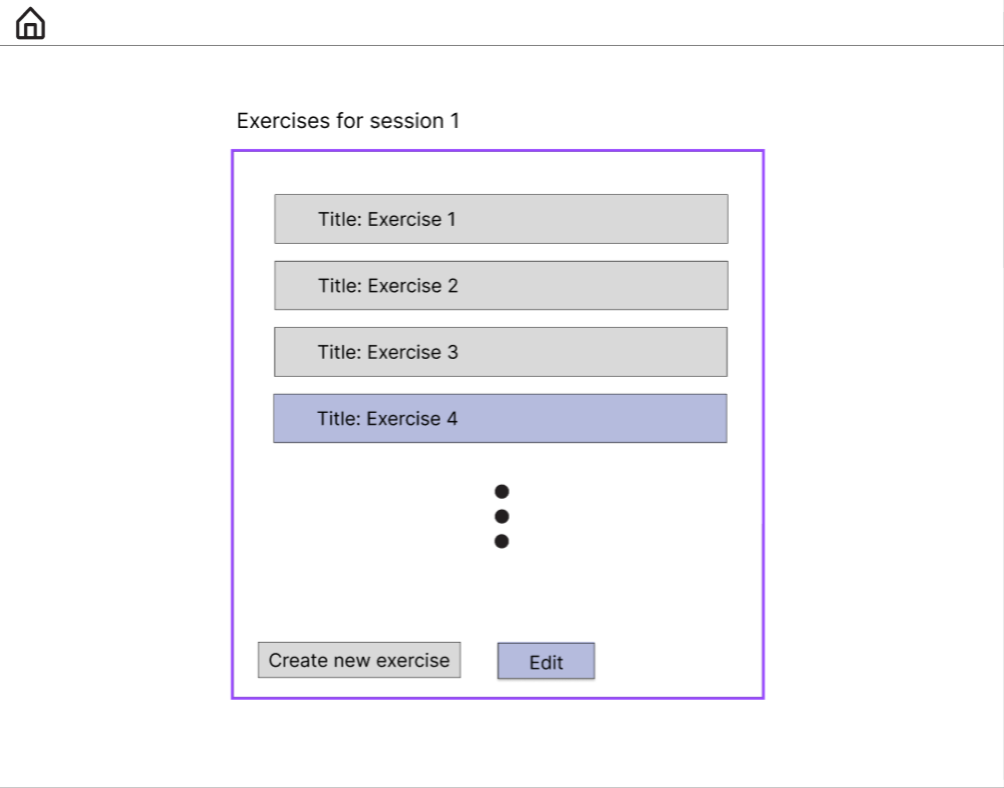 Exercises for session 1
Title: Exercise 1
Title: Exercise 2
Title: Exercise 3
Title: Exercise 4
Create new exercise
Edit